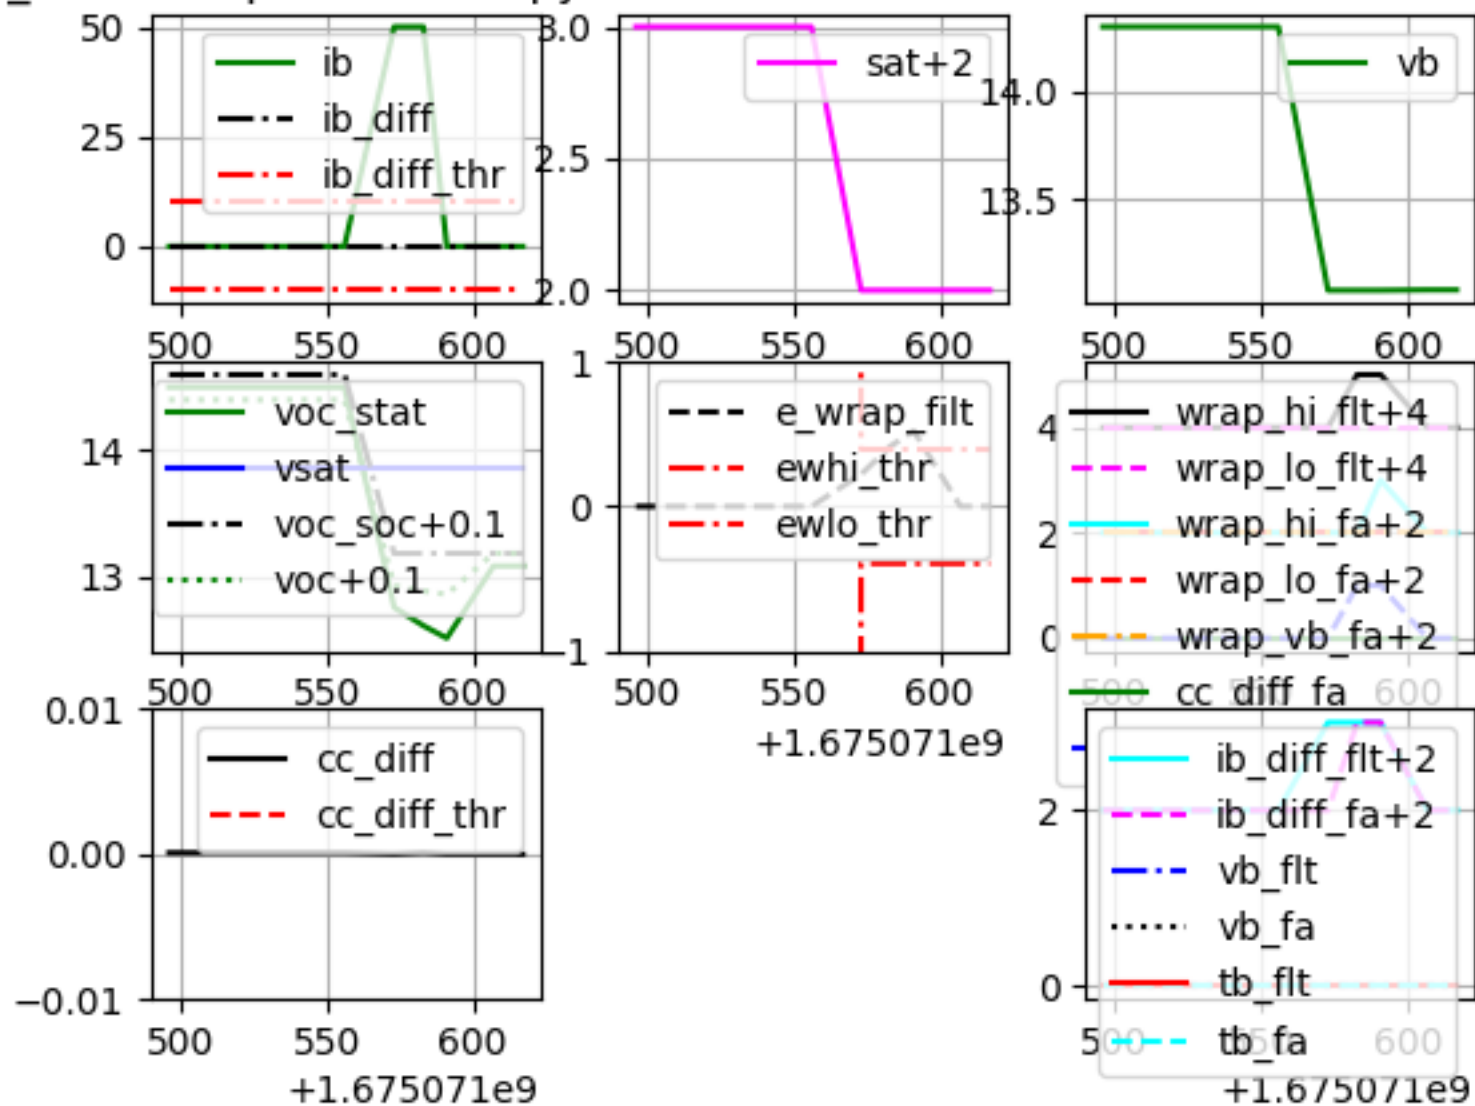 50
25
0
ib
ib_diff
ib_diff_thr
500 550 600
3.0
2.5
2.0
sat+2
500 550 600
14.0
13.5
vb
500 550 600
14
13
voc_stat
vsat
voc_soc+0.1
voc+0.1
500 550 600
1
0
−1
e_wrap_filt
ewhi_thr
ewlo_thr
500 550 600
+1.675071e9
4
2
0
wrap_hi_flt+4
wrap_lo_flt+4
wrap_hi_fa+2
wrap_lo_fa+2
wrap_vb_fa+2
cc_diff_fa
500 600
0.01
0.00
−0.01
cc_diff
cc_diff_thr
500 550 600
+1.675071e9
2
0
ib_diff_flt+2
ib_diff_fa+2
vb_flt
vb_fa
tb_flt
tb_fa
500 550 600
+1.675071e9